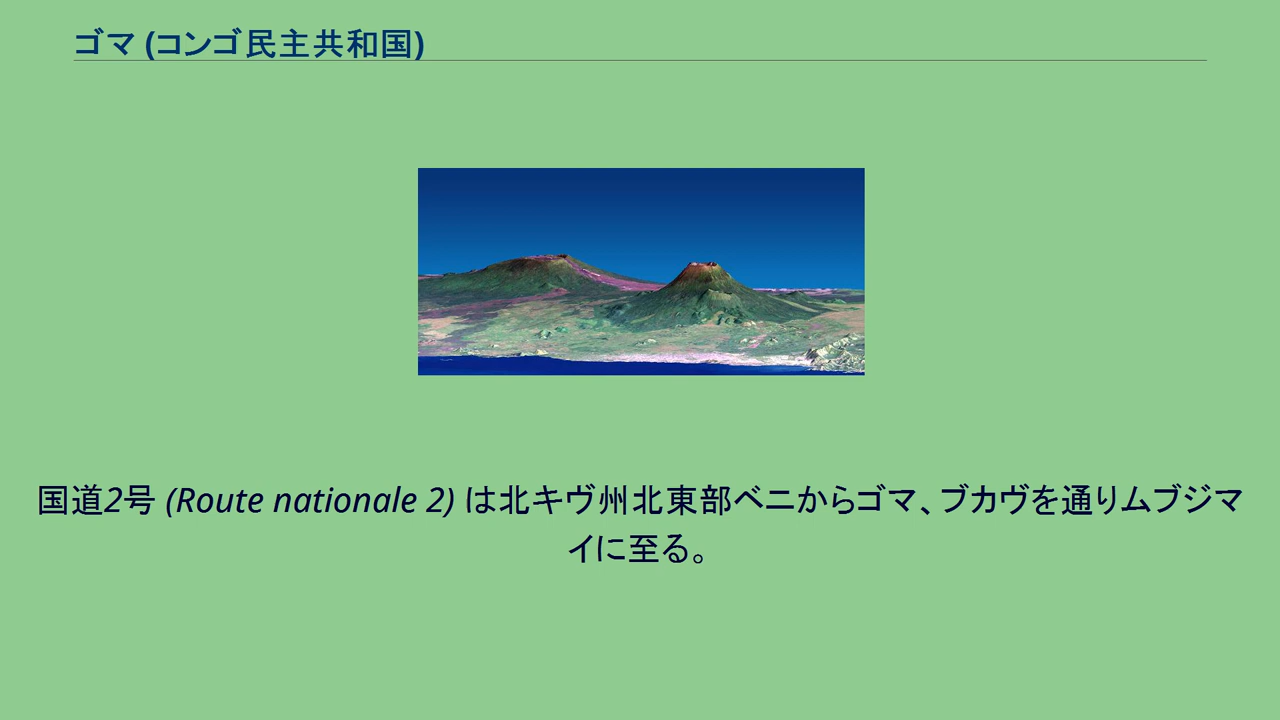 ゴマ (コンゴ民主共和国)
国道2号 (Route nationale 2) は北キヴ州北東部ベニからゴマ、ブカヴを通りムブジマ
イに至る。